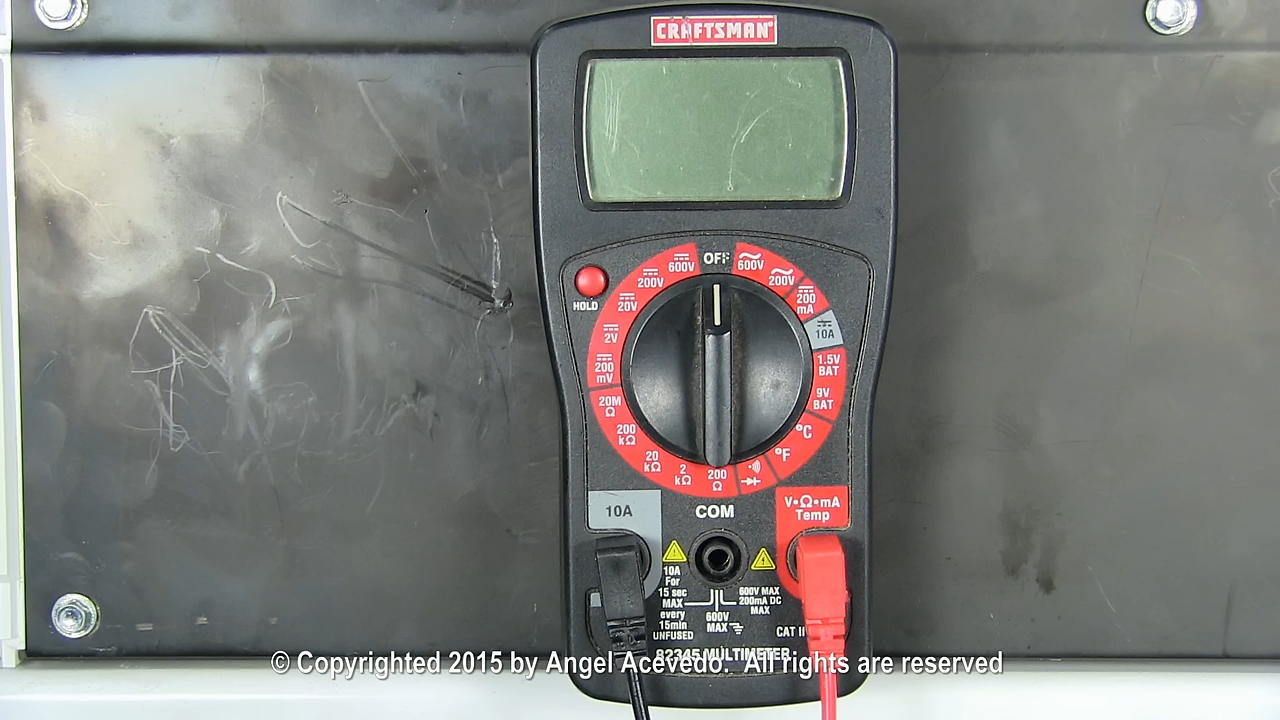 CRAFTSMAN
OFF
600V
200V
20V
2V
200
mV
20M
Ω
200
kΩ
20
kΩ
2
kΩ
200
Ω
600V
200V
200
mA
10A
1.5V
BAT
9V
BAT
°C
°F
HOLD
10A
COM
V•Ω•mA
Temp
10A
For
15 sec
MAX
every
15min
UNFUSED
600V
MAX
600V MAX
200mA DC
MAX
CAT II
82345 MULTIMETER
© Copyrighted 2015 by Angel Acevedo. All rights are reserved